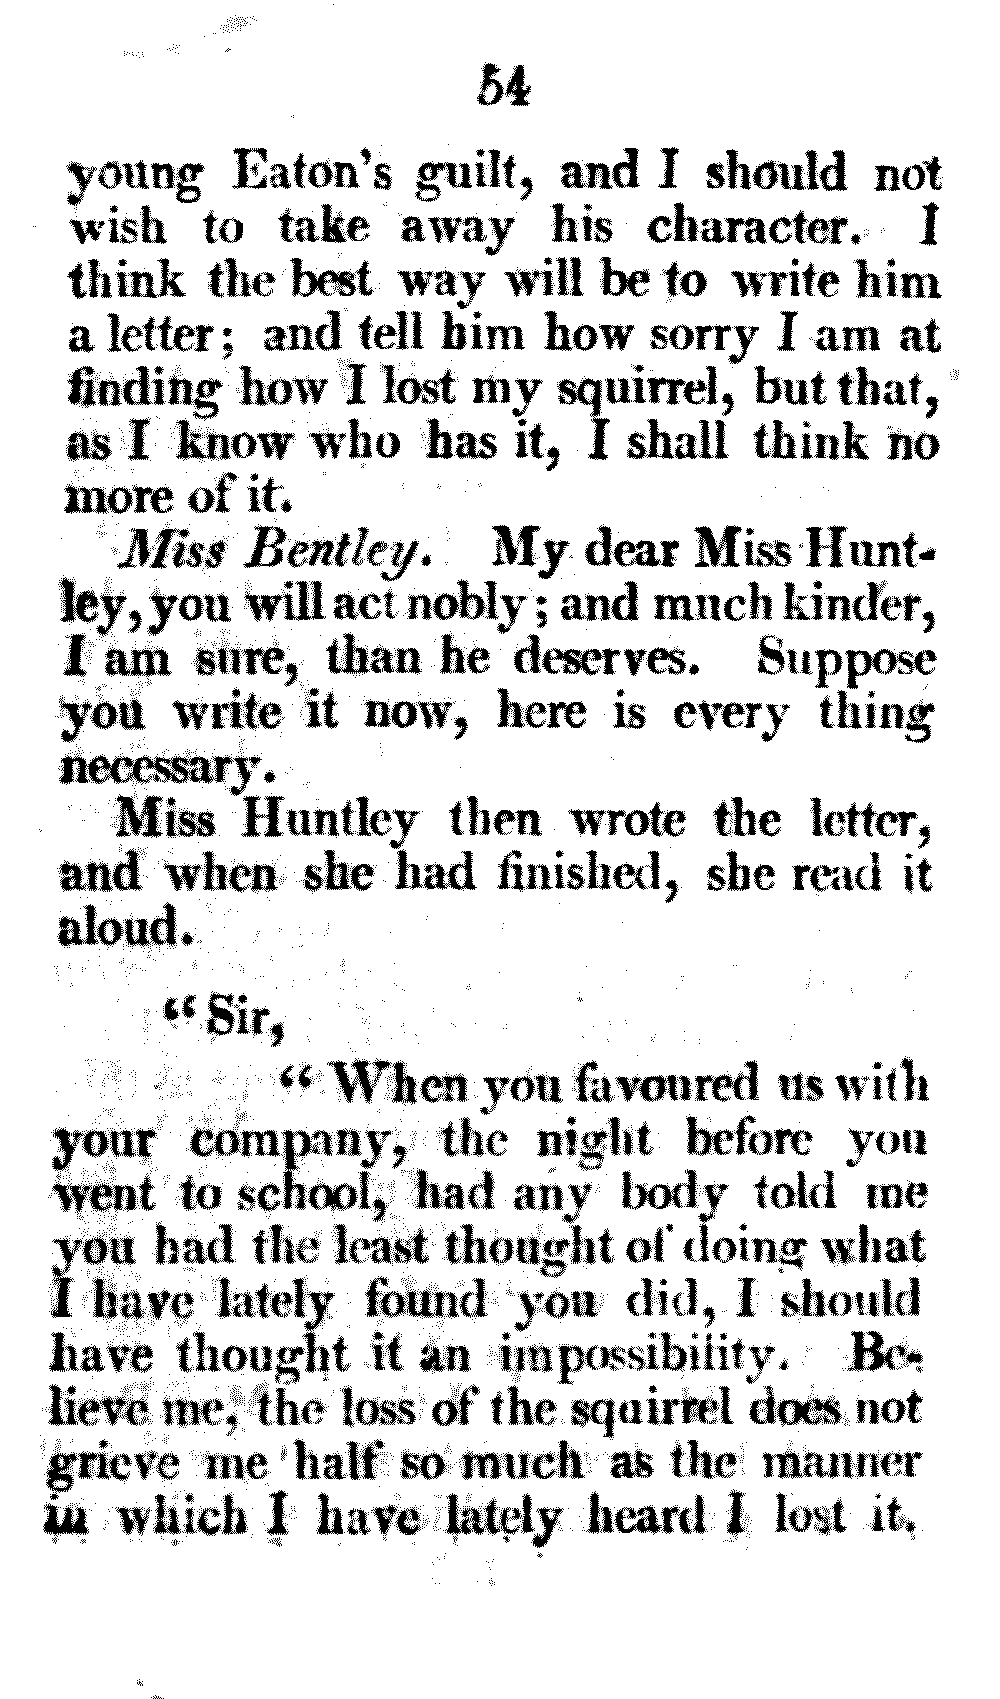 54
young Eaton's guilt, and I should not
wish to take away his character. I
think the best way will be to write him
a letter; and tell him how sorry I am at
finding how I lost my squirrel, but that,
as I know who has it, I shall think no
more of it.
Miss Bentley. My dear Miss Hunt-
ley, you will act nobly; and much kinder,
I am sure, than he deserves. Suppose
you write it now, here is every thing
necessary.
Miss Huntley then wrote the letter,
and when she had finished, she read it
aloud.
“ Sir,
“ When you favoured us with
your company, the night before you
went to school, had any body told me
you had the least thought of doing what
I have lately found you did, I should
have thought it an impossibility. Be-
lieve me, the loss of the squirrel does not
grieve me half so much as the manner
in which I have lately heard I lost it.